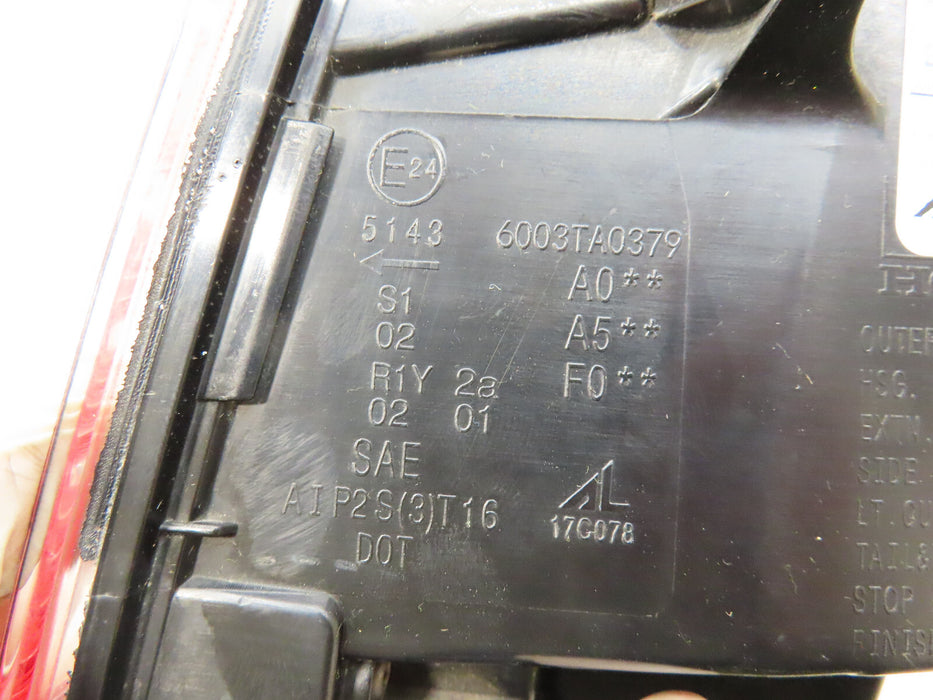 E24
5143 6003TA0379
A0**
S1
02 A5**
R1Y 2a F0**
02 01
SAE
AIP2S(3)T16
DOT
AL
17G078
HSG.
EXTN.
SIDE
LT
TAIL&
STOP